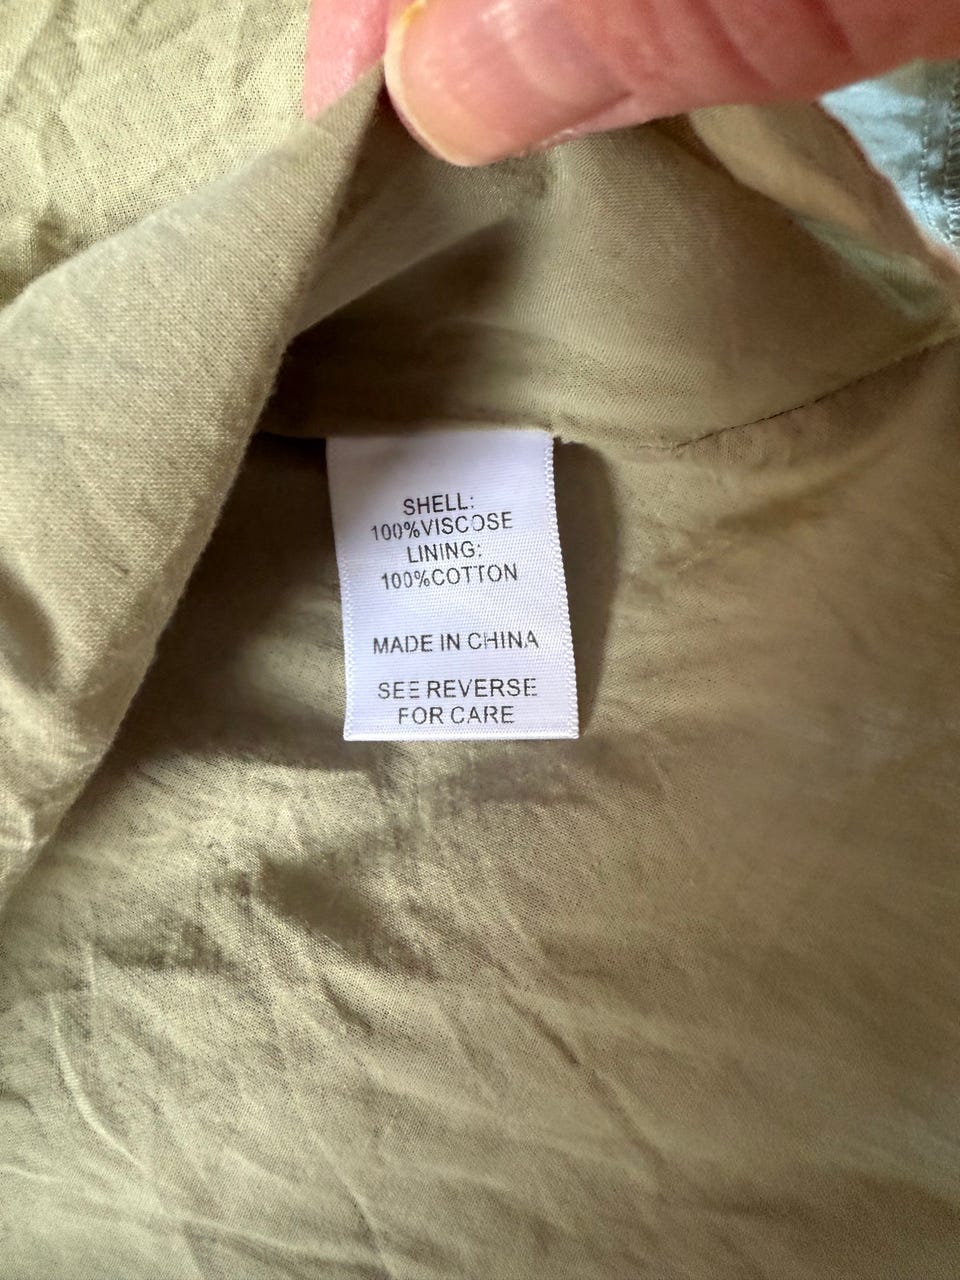 SHELL:
100%VISCOSE
LINING:
100%COTTON
MADE IN CHINA
SEE REVERSE
FOR CARE